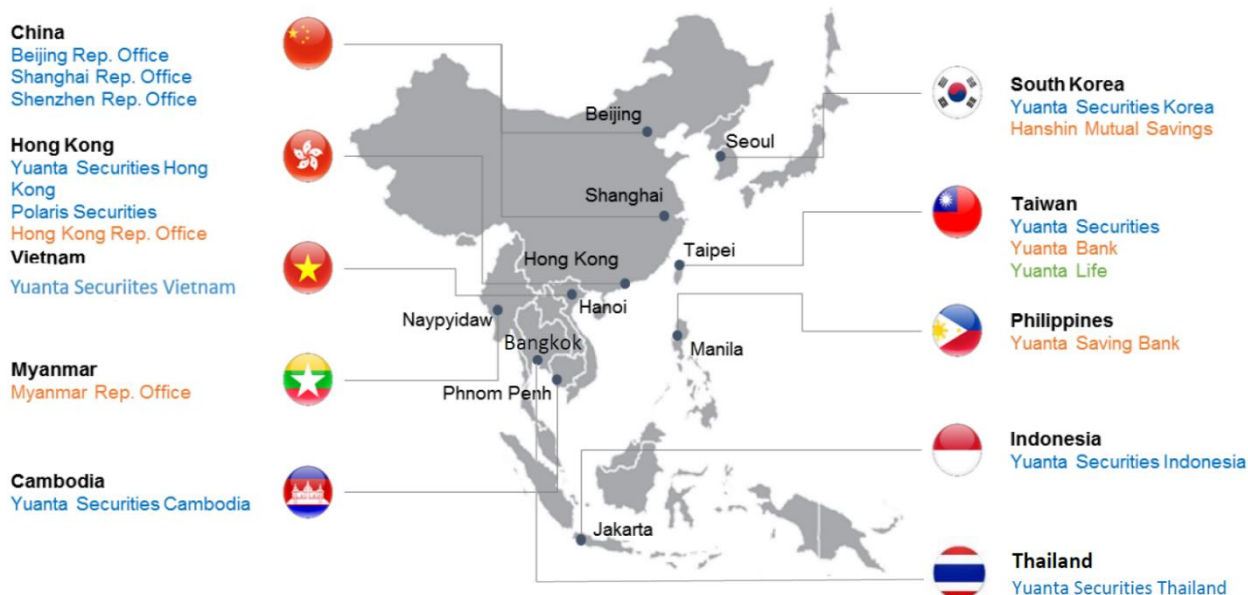 China
Beijing Rep. Office
Shanghai Rep. Office
Shenzhen Rep. Office
Hong Kong
Yuanta Securities Hong
Kong
Polaris Securities
Hong Kong Rep. Office
Vietnam
Yuanta Securiites Vietnam
Myanmar
Myanmar Rep. Office
Cambodia
Yuanta Securities Cambodia
Beijing
Seoul
Shanghai
Taipei
Hong Kong
Hanoi
Naypyidaw
Bangkok
Manila
Phnom Penh
Jakarta
South Korea
Yuanta Securities Korea
Hanshin Mutual Savings
Taiwan
Yuanta Securities
Yuanta Bank
Yuanta Life
Philippines
Yuanta Saving Bank
Indonesia
Yuanta Securities Indonesia
Thailand
Yuanta Securities Thailand